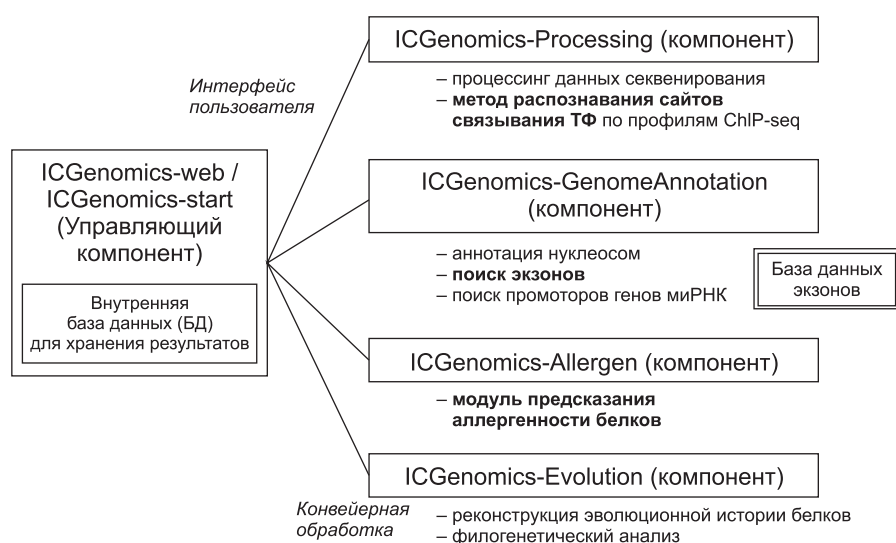 ICGenomics-Processing (компонент)
– процессинг данных секвенирования
– метод распознавания сайтов
связывания ТФ по профилям ChIP-seq
Интерфейс
пользователя
ICGenomics-web /
ICGenomics-start
(Управляющий
компонент)
Внутренняя
база данных (БД)
для хранения результатов
ICGenomics-GenomeAnnotation
(компонент)
– аннотация нуклеосом
– поиск экзонов
– поиск промоторов генов миРНК
База данных
экзонов
ICGenomics-Allergen (компонент)
– модуль предсказания
аллергенности белков
ICGenomics-Evolution (компонент)
Конвейерная
обработка
– реконструкция эволюционной истории белков
– филогенетический анализ